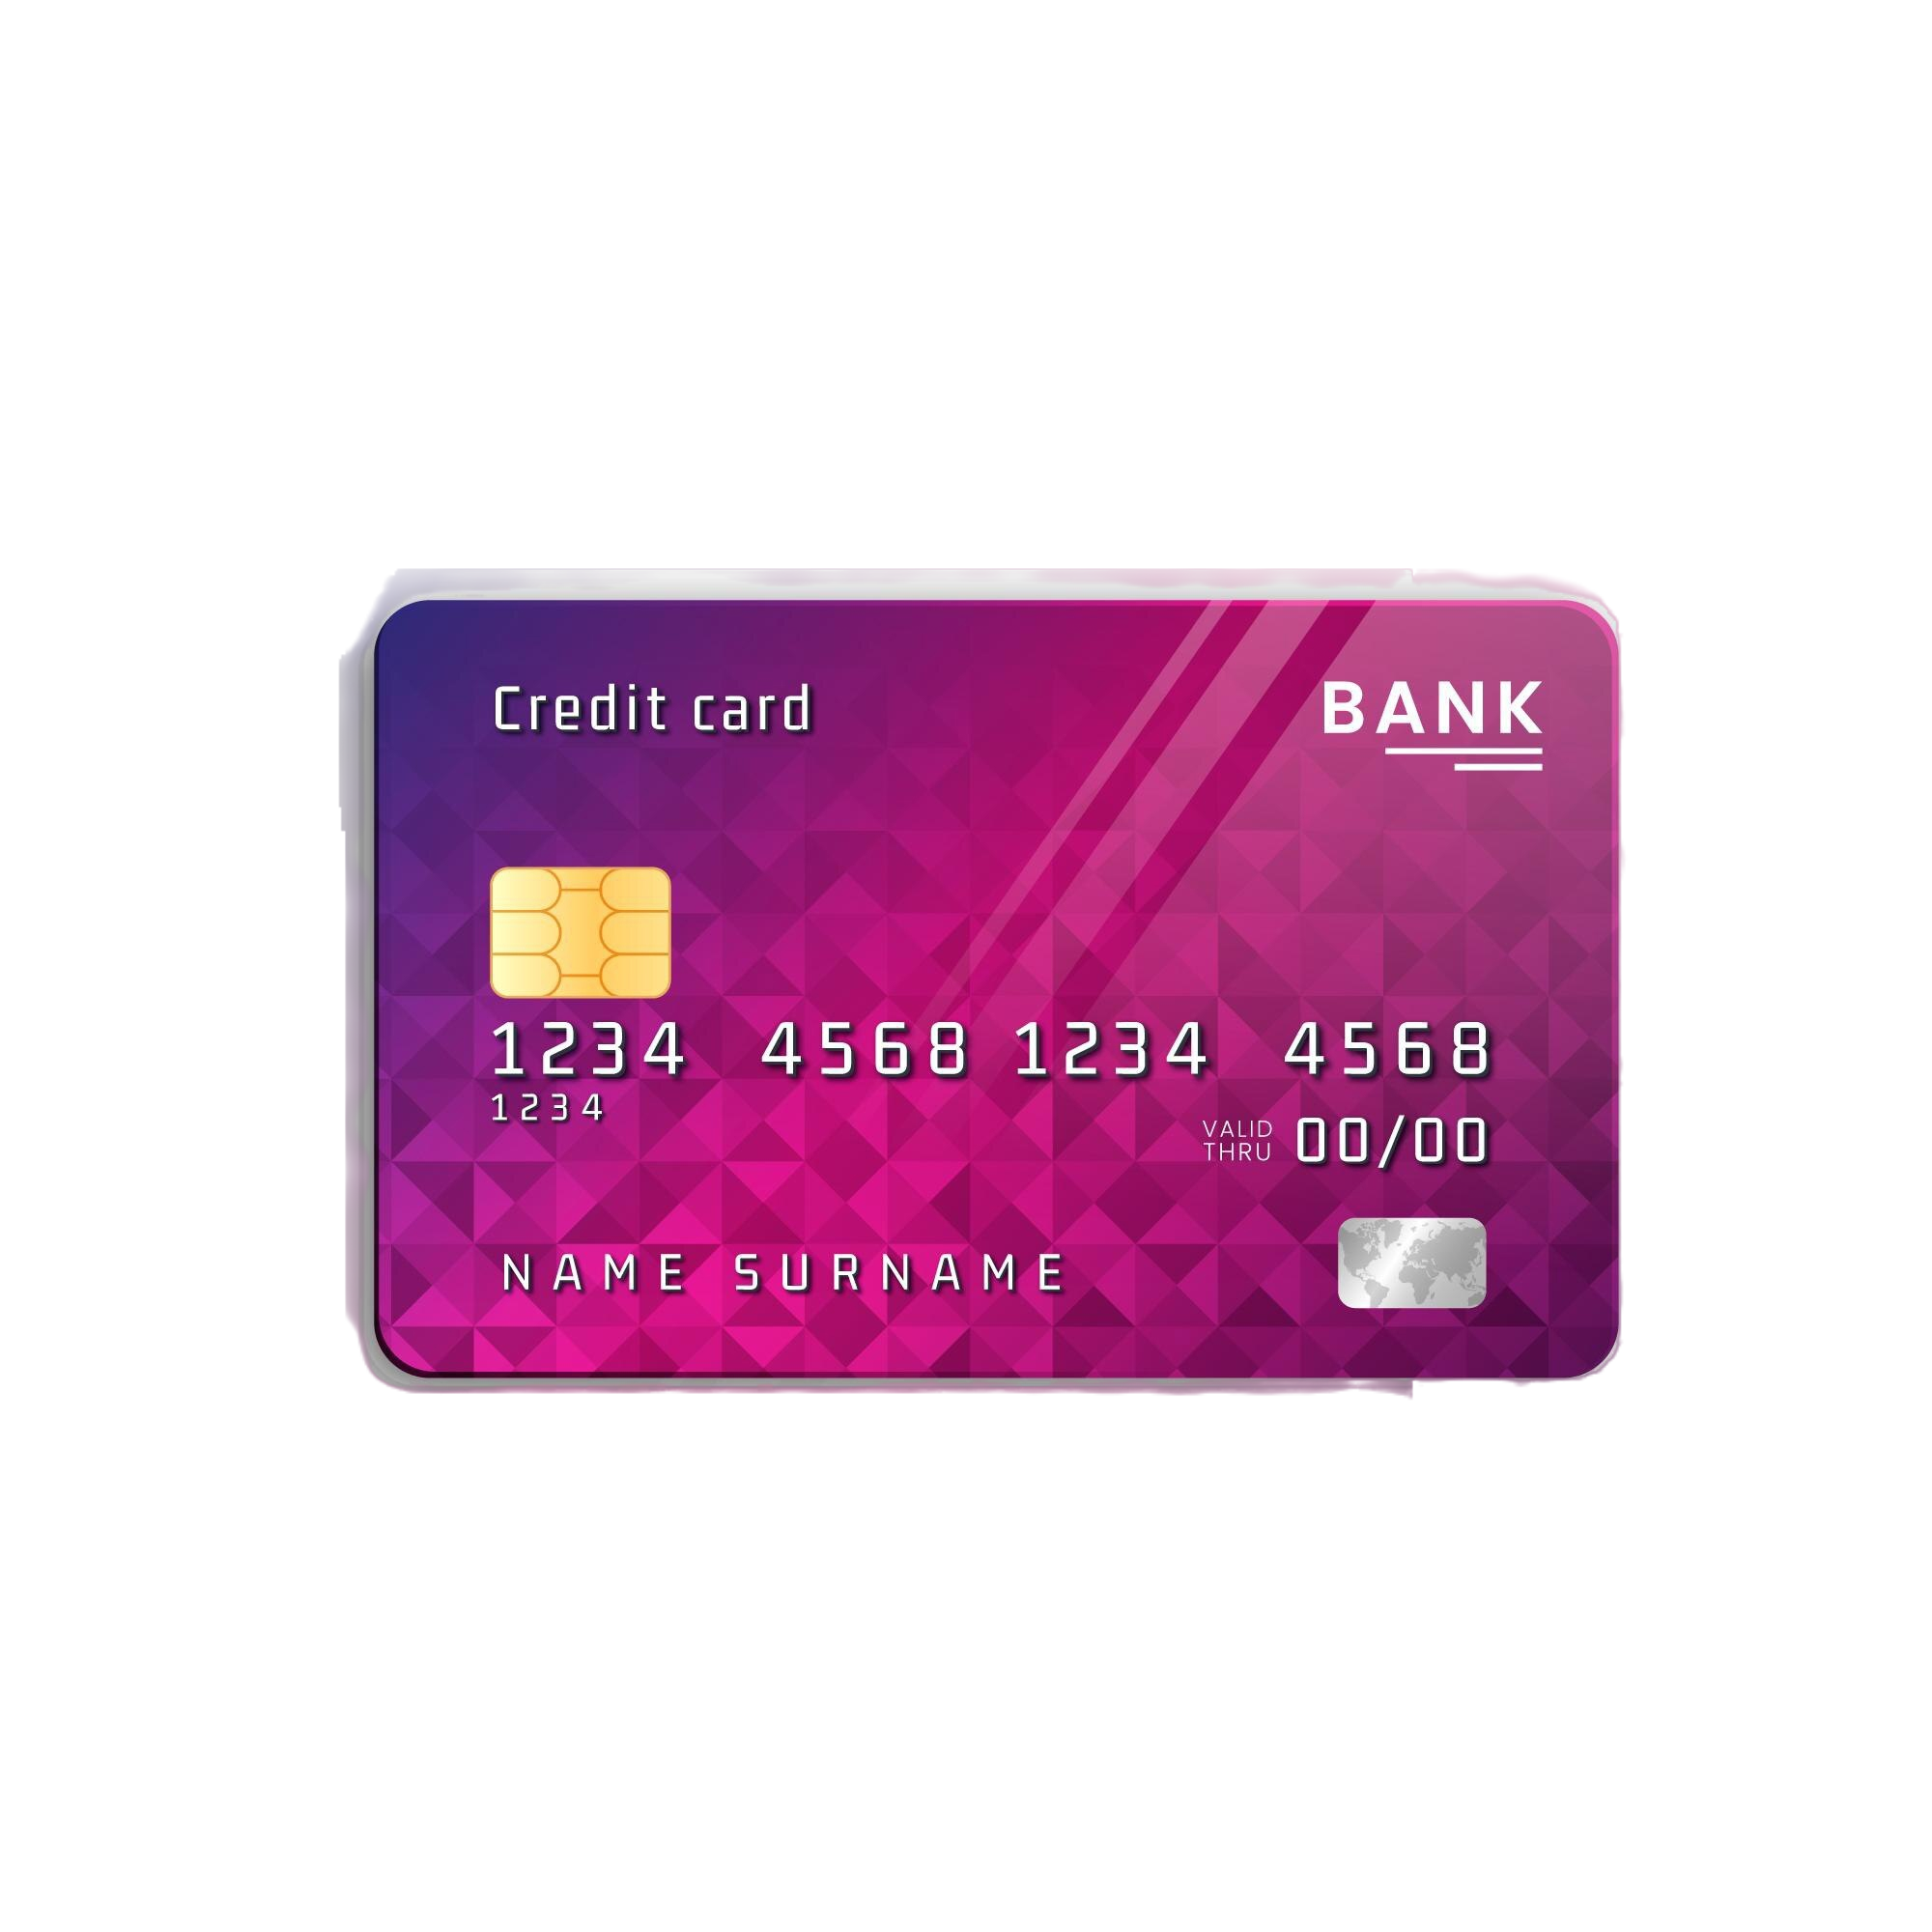 Credit card
BANK
1234 4568 1234 4568
1234
VALID
THRU
00/00
NAME SURNAME